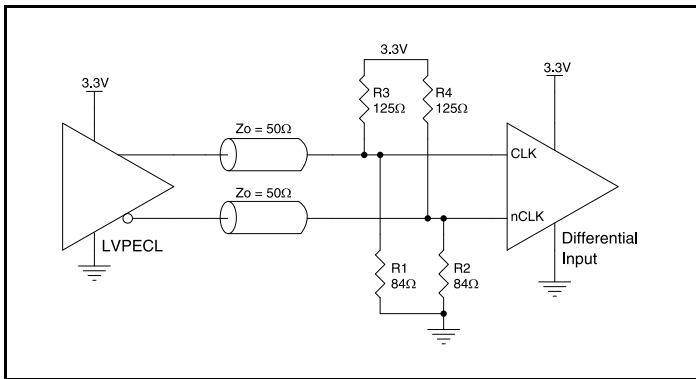 3.3V
3.3V
3.3V
R3
125Ω
R4
125Ω
Zo = 50Ω
CLK
Zo = 50Ω
nCLK
LVPECL
Differential
Input
R1
84Ω
R2
84Ω